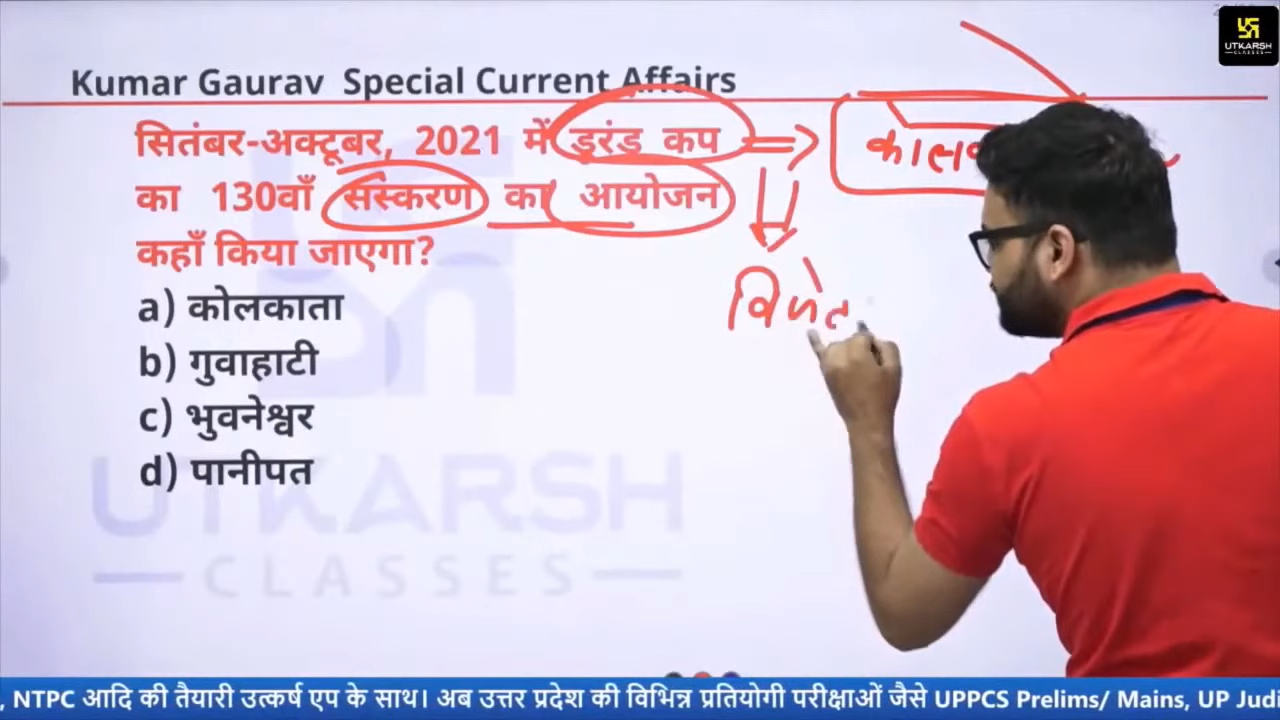 UTKARSH
CLASSES
Kumar Gaurav Special Current Affairs
सितंबर-अक्टूबर, 2021 में डूरंड कप
का 130वाँ संस्करण का आयोजन
कहाँ किया जाएगा?
a) कोलकाता
b) गुवाहाटी
c) भुवनेश्वर
d) पानीपत
विजेत
UTKARSH
CLASSES
, NTPC आदि की तैयारी उत्कर्ष एप के साथ। अब उत्तर प्रदेश की विभिन्न प्रतियोगी परीक्षाओं जैसे UPPCS Prelims/ Mains, UP Judi